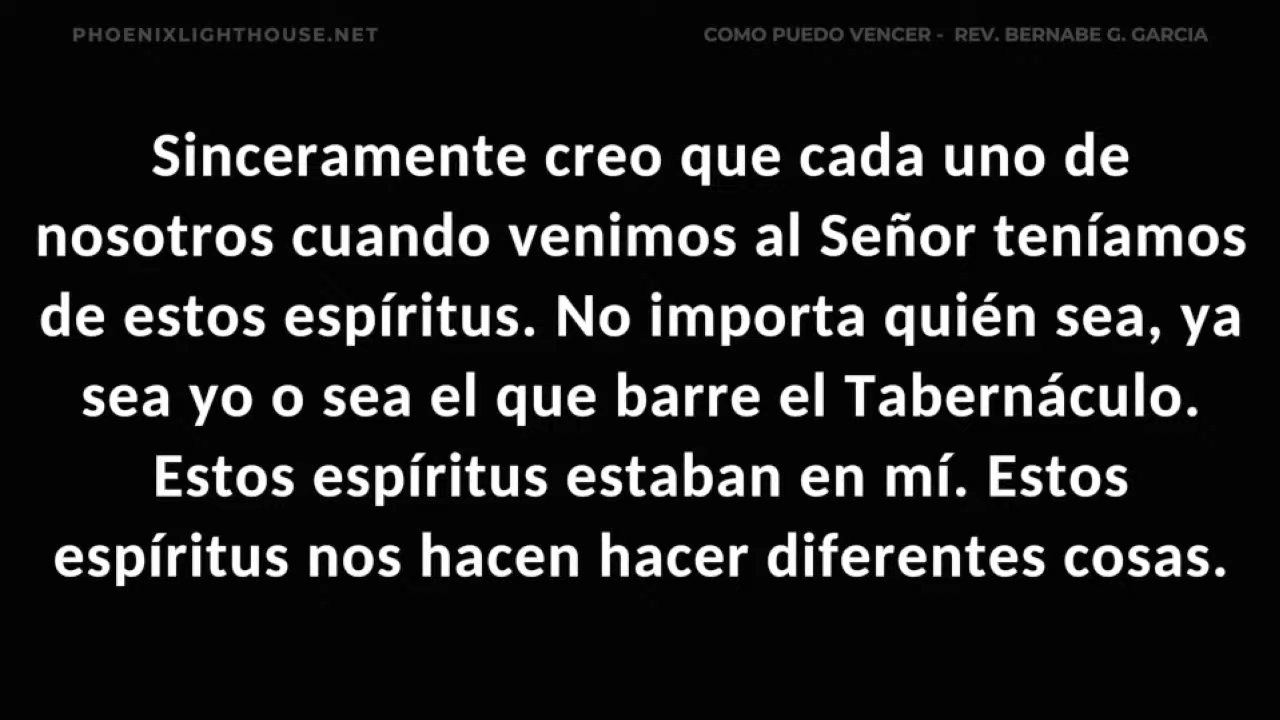 PHOENIXLIGHTHOUSE.NET
COMO PUEDO VENCER - REV. BERNABE G. GARCIA
Sinceramente creo que cada uno de
nosotros cuando venimos al Señor teníamos
de estos espíritus. No importa quién sea, ya
sea yo o sea el que barre el Tabernáculo.
Estos espíritus estaban en mí. Estos
espíritus nos hacen hacer diferentes cosas.